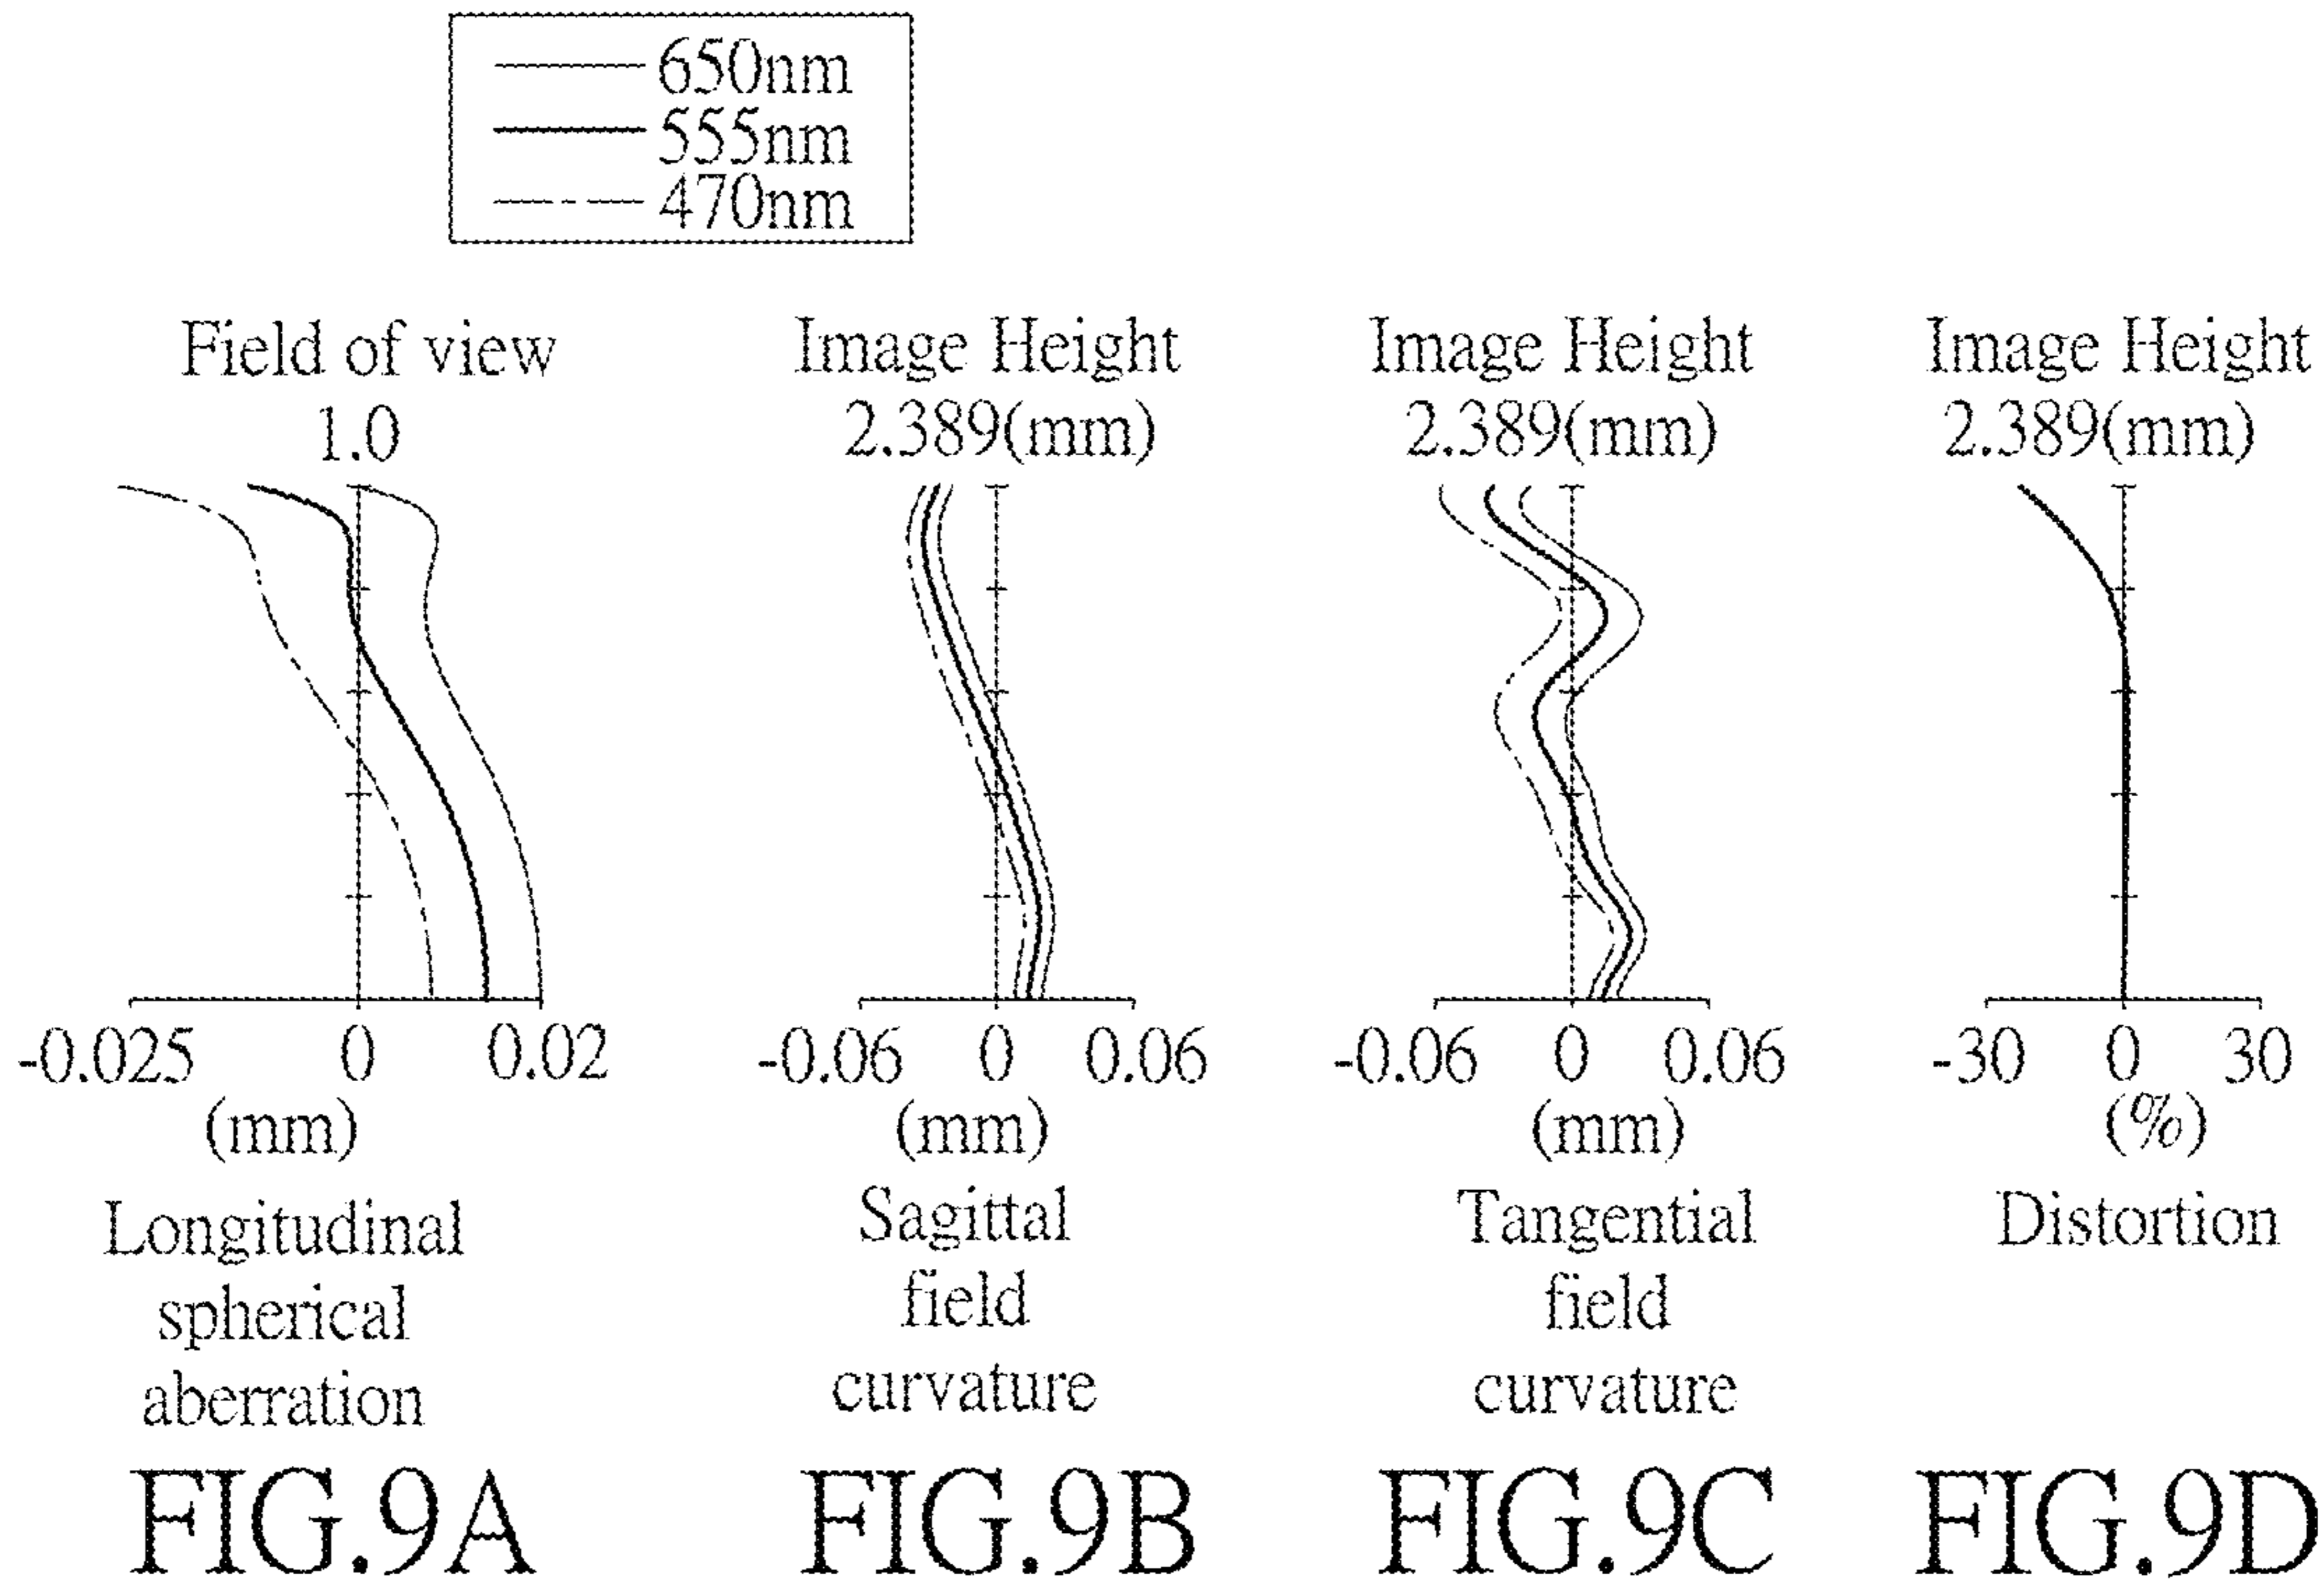 650nm
555nm
470nm
Field of view
1.0
-0.025 0 0.02
(mm)
Longitudinal
spherical
aberration
FIG.9A
Image Height
2.389(mm)
-0.06 0 0.06
(mm)
Sagittal
field
curvature
FIG.9B
Image Height
2.389(mm)
-0.06 0 0.06
(mm)
Tangential
field
curvature
FIG.9C
Image Height
2.389(mm)
-30 0 30
(%)
Distortion
FIG.9D